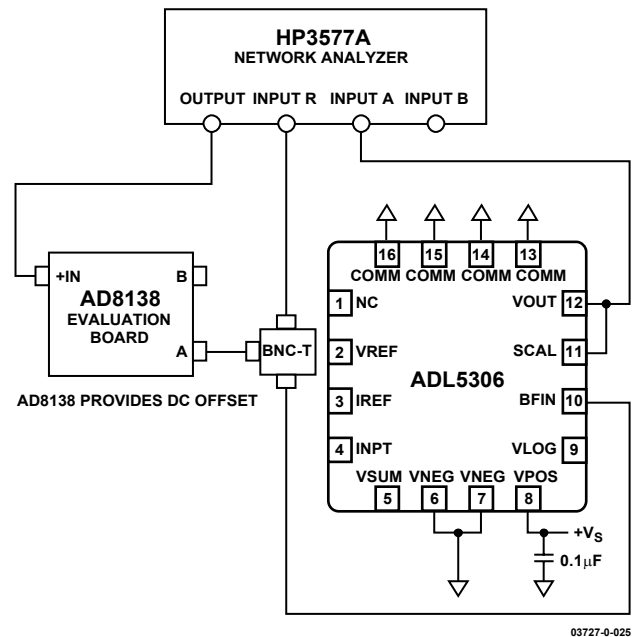 HP3577A
NETWORK ANALYZER
OUTPUT INPUT R INPUT A INPUT B
+IN
B
AD8138
EVALUATION
BOARD
A
BNC-T
AD8138 PROVIDES DC OFFSET
16 15 14 13
COMM COMM COMM COMM
1 NC
VOUT 12
2 VREF
SCAL 11
ADL5306
3 IREF
BFIN 10
4 INPT
VLOG 9
VSUM VNEG VNEG VPOS
5 6 7 8
+VS
0.1μF
03727-0-025